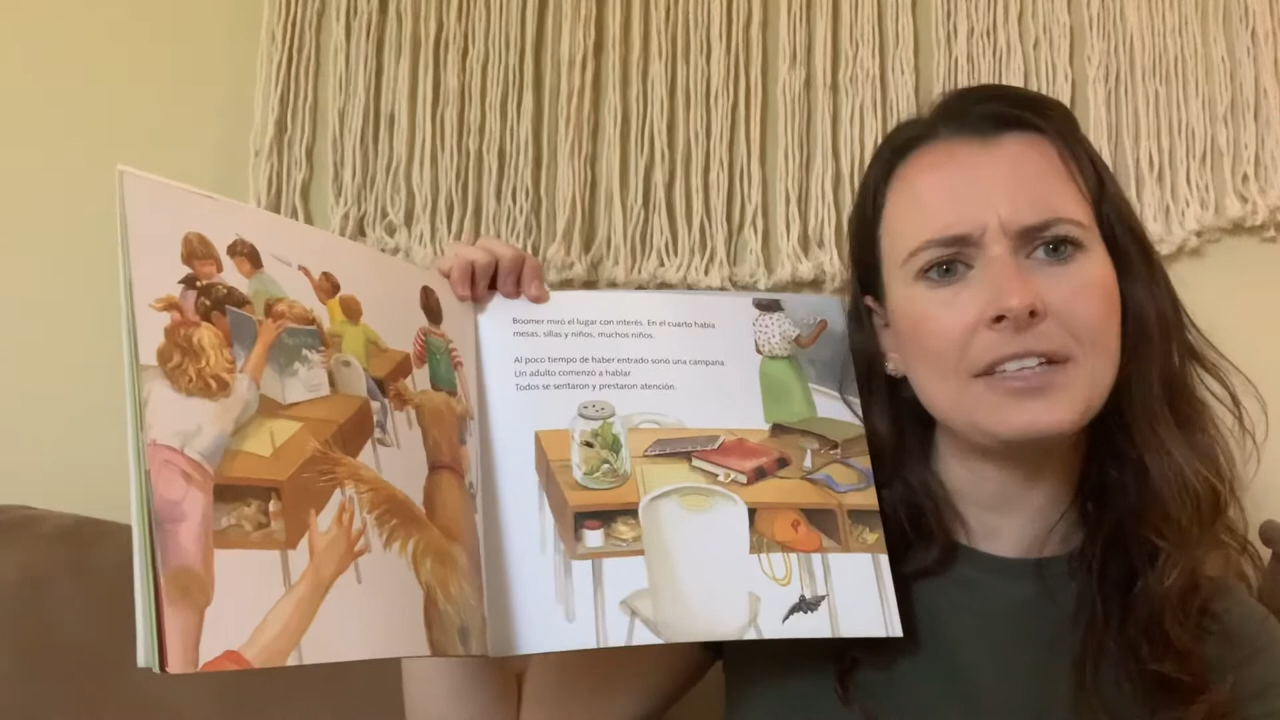 Boomer miró el lugar con interés. En el cuarto había
mesas, sillas y niños, muchos niños.
Al poco tiempo de haber entrado sonó una campana.
Un adulto comenzó a hablar
Todos se sentaron y prestaron atención.